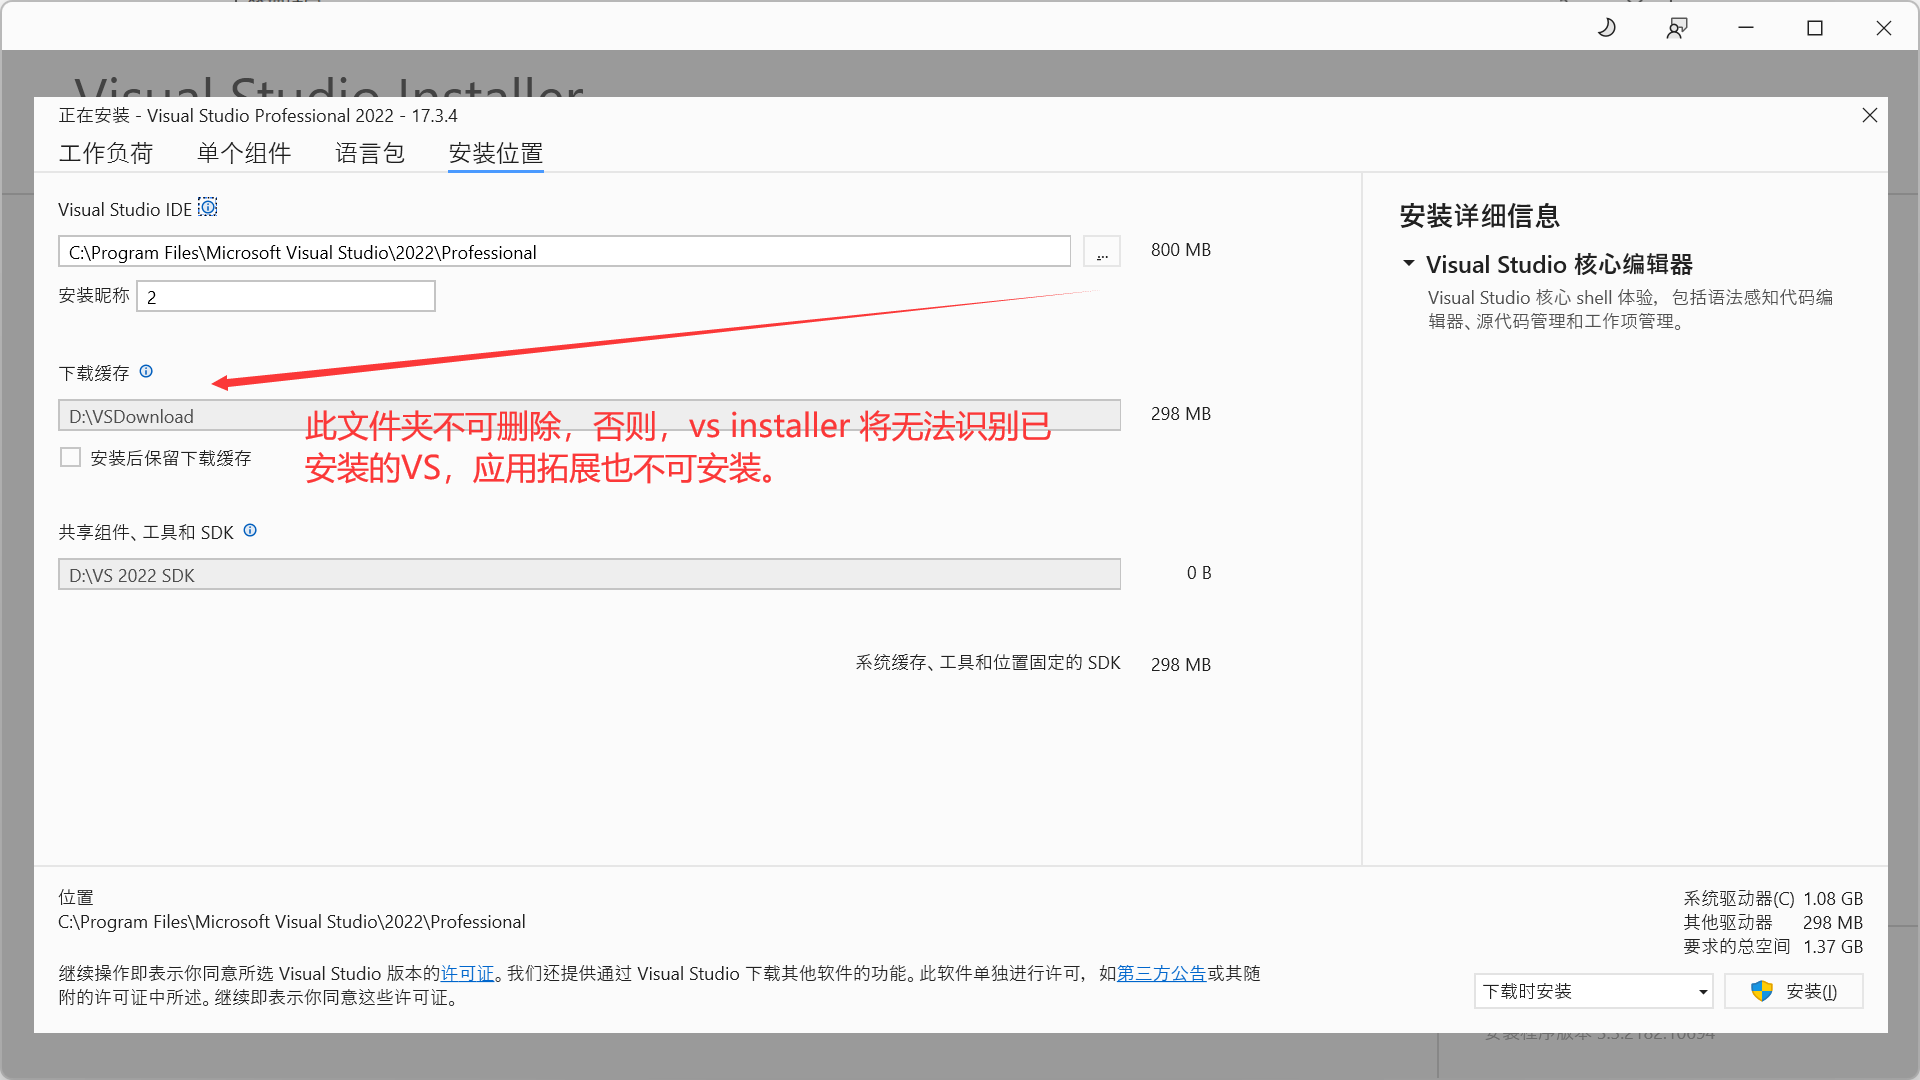 Visual Studio Installer
正在安装 - Visual Studio Professional 2022 - 17.3.4
工作负荷 单个组件 语言包 安装位置
Visual Studio IDE
C:\Program Files\Microsoft Visual Studio\2022\Professional ... 800 MB
安装昵称 2
下载缓存
D:\VSDownload 298 MB
此文件夹不可删除，否则，vs installer 将无法识别已
安装的VS，应用拓展也不可安装。
安装后保留下载缓存
共享组件、工具和 SDK
D:\VS 2022 SDK 0 B
系统缓存、工具和位置固定的 SDK 298 MB
安装详细信息
Visual Studio 核心编辑器
Visual Studio 核心 shell 体验，包括语法感知代码编
辑器、源代码管理和工作项管理。
位置
C:\Program Files\Microsoft Visual Studio\2022\Professional
继续操作即表示你同意所选 Visual Studio 版本的许可证。我们还提供通过 Visual Studio 下载其他软件的功能。此软件单独进行许可，如第三方公告或其随
附的许可证中所述。继续即表示你同意这些许可证。
系统驱动器(C) 1.08 GB
其他驱动器 298 MB
要求的总空间 1.37 GB
下载时安装 安装(I)